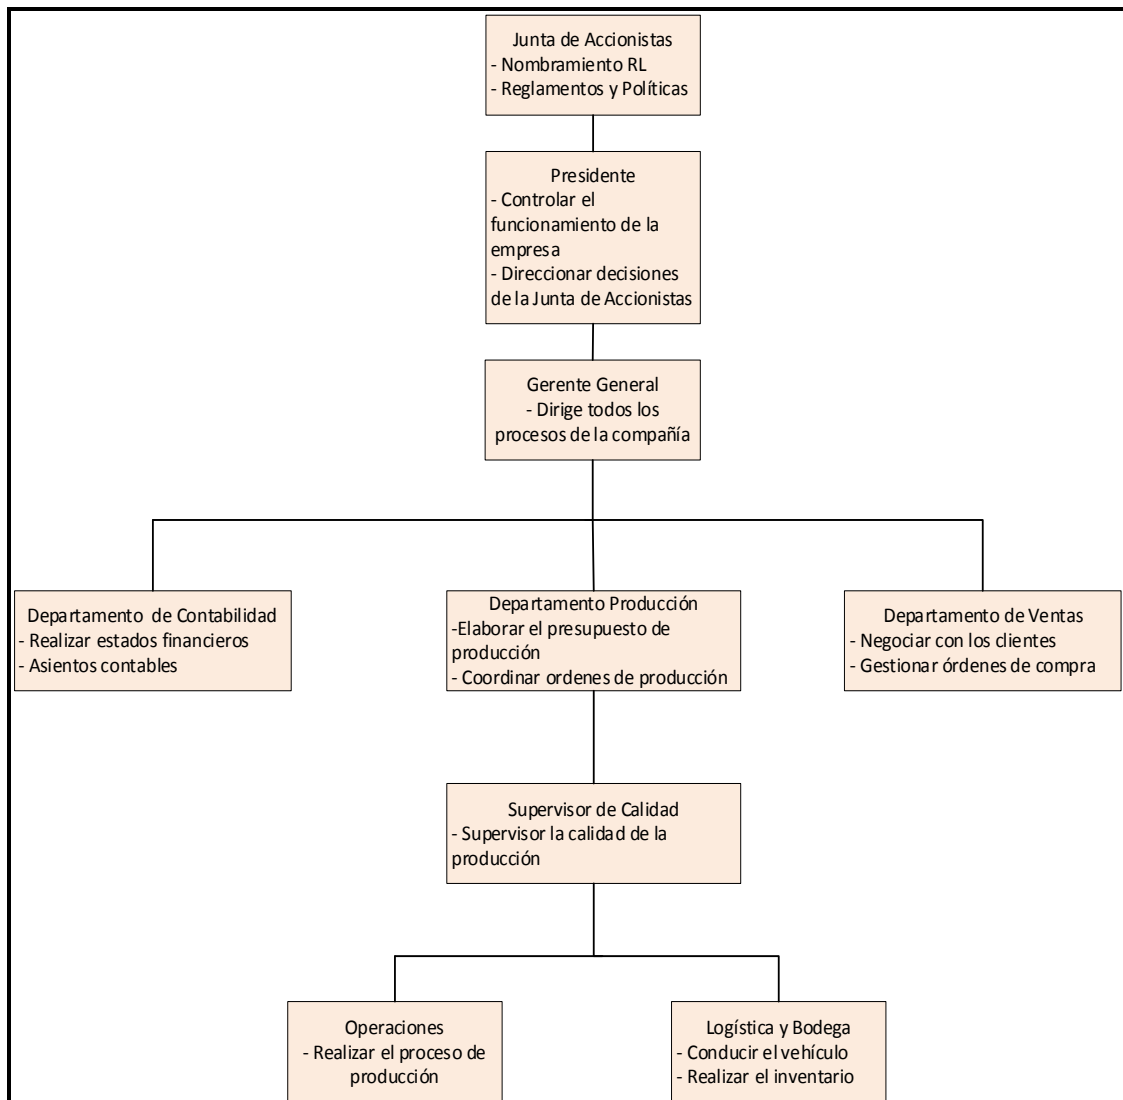 Junta de Accionistas
- Nombramiento RL
- Reglamentos y Políticas
Presidente
- Controlar el
funcionamiento de la
empresa
- Direccionar decisiones
de la Junta de Accionistas
Gerente General
- Dirige todos los
procesos de la compañía
Departamento de Contabilidad
- Realizar estados financieros
- Asientos contables
Departamento Producción
-Elaborar el presupuesto de
producción
- Coordinar ordenes de producción
Departamento de Ventas
- Negociar con los clientes
- Gestionar órdenes de compra
Supervisor de Calidad
- Supervisor la calidad de la
producción
Operaciones
- Realizar el proceso de
producción
Logística y Bodega
- Conducir el vehículo
- Realizar el inventario